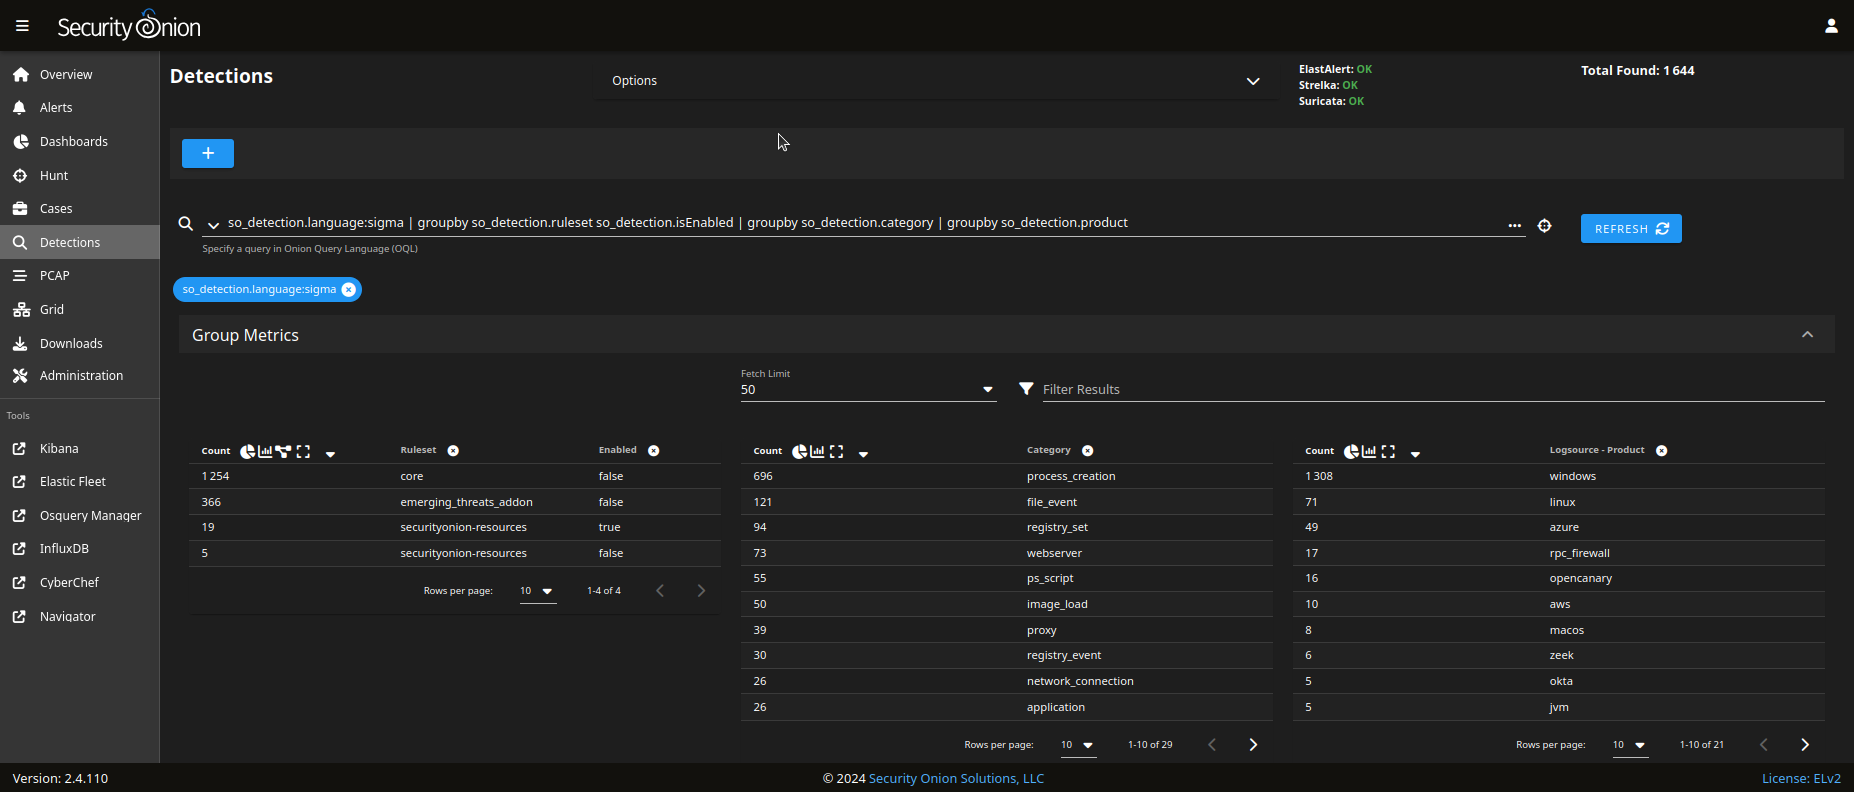 Security Onion
Overview
Alerts
Dashboards
Hunt
Cases
Detections
PCAP
Grid
Downloads
Administration
Tools
Kibana
Elastic Fleet
Osquery Manager
InfluxDB
CyberChef
Navigator
Detections
Options
ElastAlert: OK
Strelka: OK
Suricata: OK
Total Found: 1 644
+
so_detection.language:sigma | groupby so_detection.ruleset so_detection.isEnabled | groupby so_detection.category | groupby so_detection.product
REFRESH
Specify a query in Onion Query Language (OQL)
so_detection.language:sigma
Group Metrics
Fetch Limit
50
Filter Results
Count Ruleset Enabled
1 254 core false
366 emerging_threats_addon false
19 securityonion-resources true
5 securityonion-resources false
Rows per page: 10 1-4 of 4
Count Category
696 process_creation
121 file_event
94 registry_set
73 webserver
55 ps_script
50 image_load
39 proxy
30 registry_event
26 network_connection
26 application
Rows per page: 10 1-10 of 29
Count Logsource - Product
1 308 windows
71 linux
49 azure
17 rpc_firewall
16 opencanary
10 aws
8 macos
6 zeek
5 okta
5 jvm
Rows per page: 10 1-10 of 21
Version: 2.4.110
© 2024 Security Onion Solutions, LLC
License: ELv2